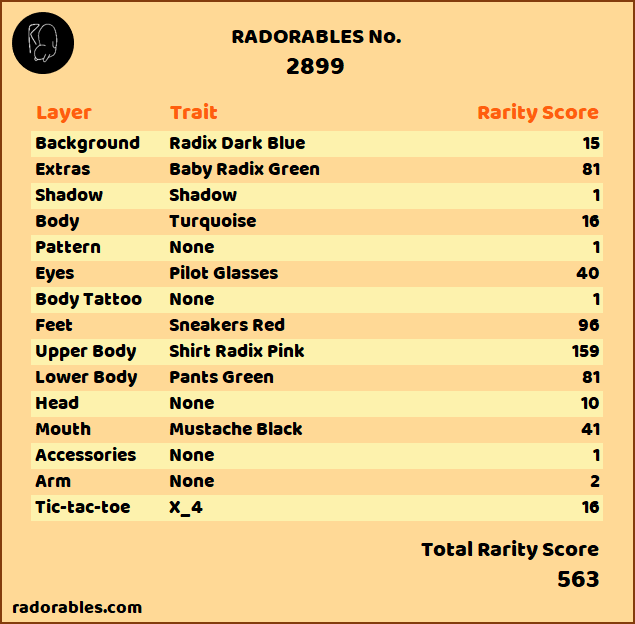 RADORABLES No.
2899
Layer Trait Rarity Score
Background Radix Dark Blue 15
Extras Baby Radix Green 81
Shadow Shadow 1
Body Turquoise 16
Pattern None 1
Eyes Pilot Glasses 40
Body Tattoo None 1
Feet Sneakers Red 96
Upper Body Shirt Radix Pink 159
Lower Body Pants Green 81
Head None 10
Mouth Mustache Black 41
Accessories None 1
Arm None 2
Tic-tac-toe X_4 16
Total Rarity Score
563
radorables.com